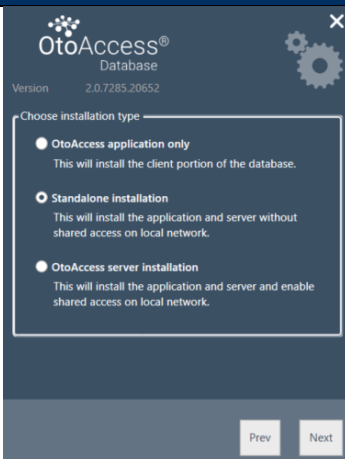 OtoAccess®
Database
Version 2.0.7285.20652
Choose installation type
OtoAccess application only
This will install the client portion of the database.
Standalone installation
This will install the application and server without
shared access on local network.
OtoAccess server installation
This will install the application and server and enable
shared access on local network.
Prev Next